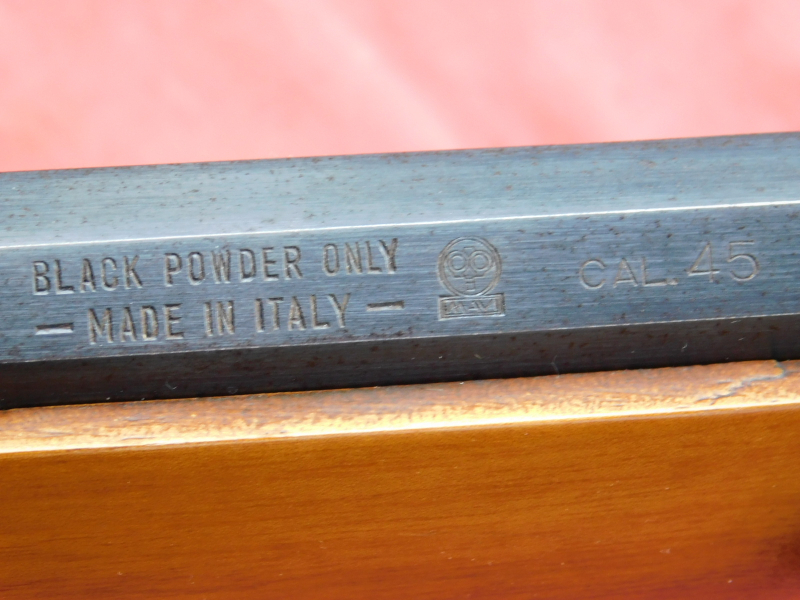 BLACK POWDER ONLY
— MADE IN ITALY —
CAL. 45